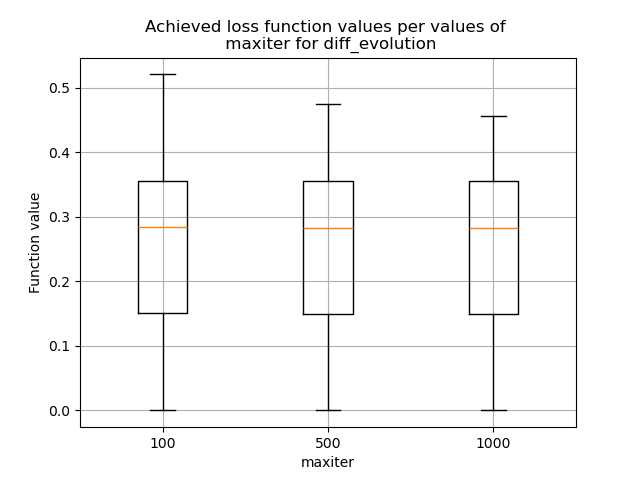 Achieved loss function values per values of
maxiter for diff_evolution
0.5
0.4
0.3
0.2
0.1
0.0
Function value
100 500 1000
maxiter